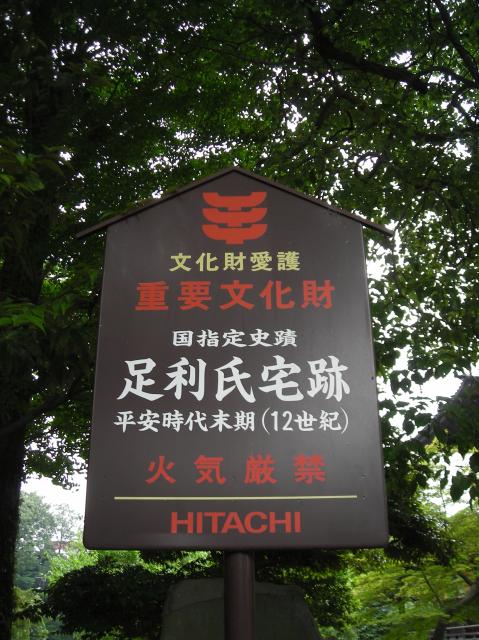 文化財愛護
重要文化財
国指定史蹟
足利氏宅跡
平安時代末期(12世紀)
火気厳禁
HITACHI